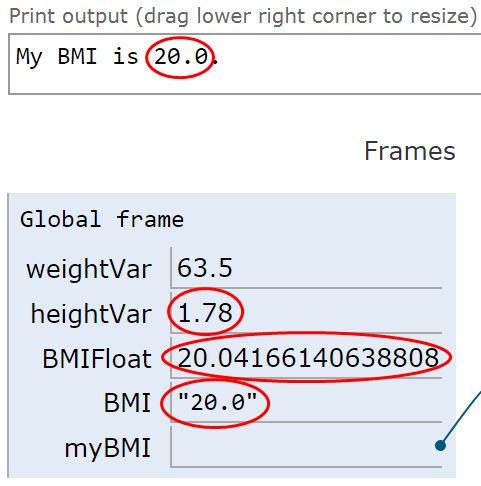 Print output (drag lower right corner to resize)
My BMI is 20.0.
Frames
Global frame
weightVar 63.5
heightVar 1.78
BMIFloat 20.04166140638808
BMI "20.0"
myBMI